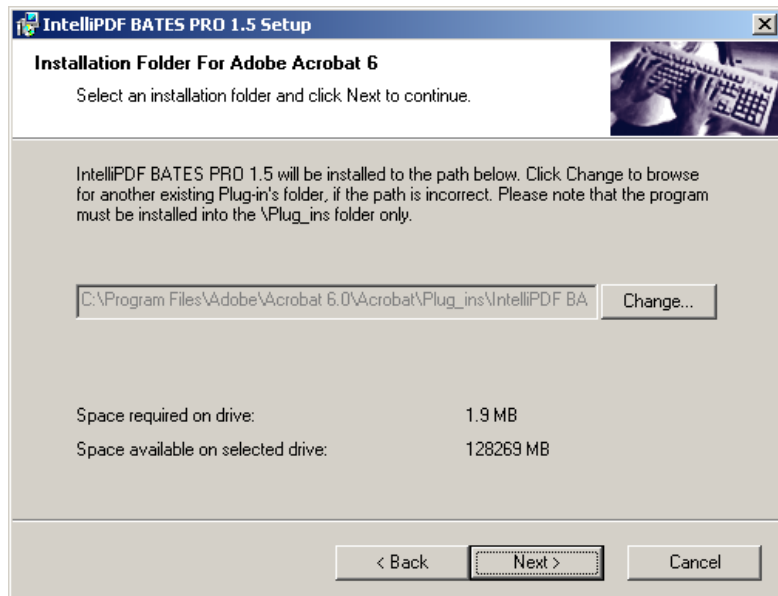 IntelliPDF BATES PRO 1.5 Setup
Installation Folder For Adobe Acrobat 6
Select an installation folder and click Next to continue.
IntelliPDF BATES PRO 1.5 will be installed to the path below. Click Change to browse
for another existing Plug-in's folder, if the path is incorrect. Please note that the program
must be installed into the \Plug_ins folder only.
C:\Program Files\Adobe\Acrobat 6.0\Acrobat\Plug_ins\IntelliPDF BA
Change...
Space required on drive: 1.9 MB
Space available on selected drive: 128269 MB
< Back Next > Cancel